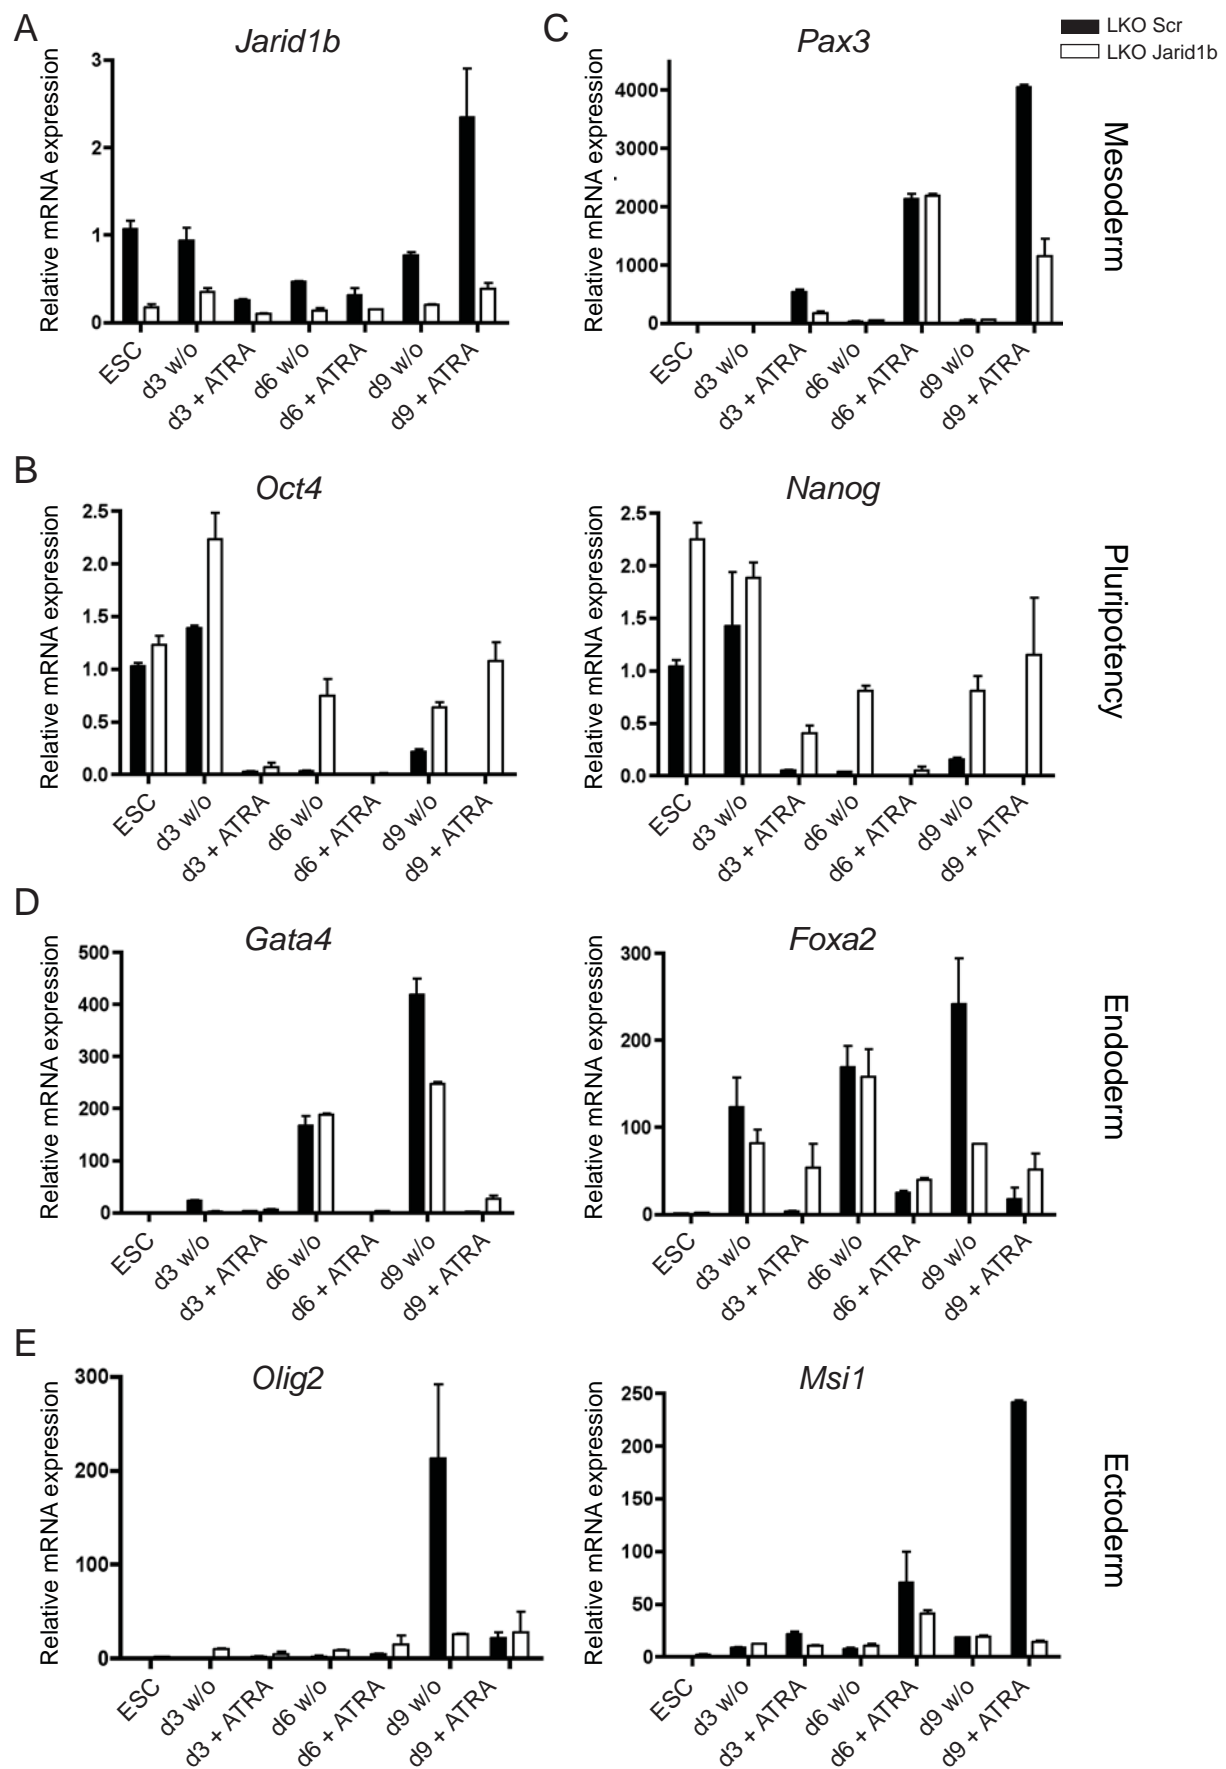 A
Jarid1b
Relative mRNA expression
3
2
1
0
ESC
d3 w/o
d3 + ATRA
d6 w/o
d6 + ATRA
d9 w/o
d9 + ATRA
C
Pax3
LKO Scr
LKO Jarid1b
Relative mRNA expression
4000
3000
2000
1000
0
ESC
d3 w/o
d3 + ATRA
d6 w/o
d6 + ATRA
d9 w/o
d9 + ATRA
Mesoderm
B
Oct4
Relative mRNA expression
2.5
2.0
1.5
1.0
0.5
0.0
ESC
d3 w/o
d3 + ATRA
d6 w/o
d6 + ATRA
d9 w/o
d9 + ATRA
Nanog
Relative mRNA expression
2.5
2.0
1.5
1.0
0.5
0.0
ESC
d3 w/o
d3 + ATRA
d6 w/o
d6 + ATRA
d9 w/o
d9 + ATRA
Pluripotency
D
Gata4
Relative mRNA expression
500
400
300
200
100
0
ESC
d3 w/o
d3 + ATRA
d6 w/o
d6 + ATRA
d9 w/o
d9 + ATRA
Foxa2
Relative mRNA expression
300
200
100
0
ESC
d3 w/o
d3 + ATRA
d6 w/o
d6 + ATRA
d9 w/o
d9 + ATRA
Endoderm
E
Olig2
Relative mRNA expression
300
200
100
0
ESC
d3 w/o
d3 + ATRA
d6 w/o
d6 + ATRA
d9 w/o
d9 + ATRA
Msi1
Relative mRNA expression
250
200
150
100
50
0
ESC
d3 w/o
d3 + ATRA
d6 w/o
d6 + ATRA
d9 w/o
d9 + ATRA
Ectoderm